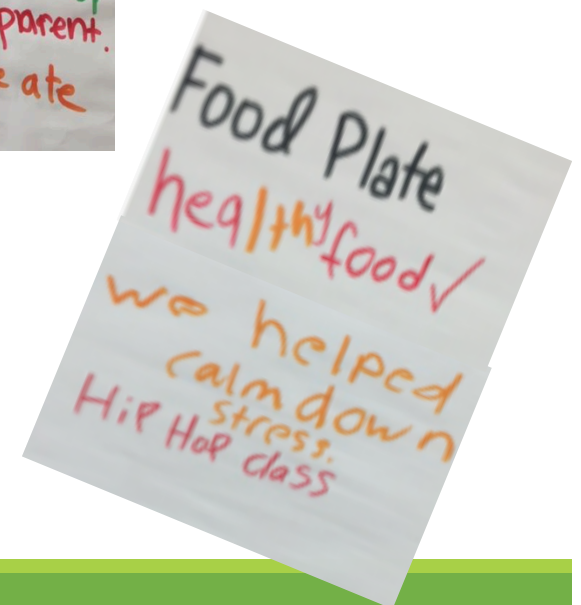 parent.
ate
Food Plate
healthy food✓
we helped
calm down
stress.
Hip Hop class